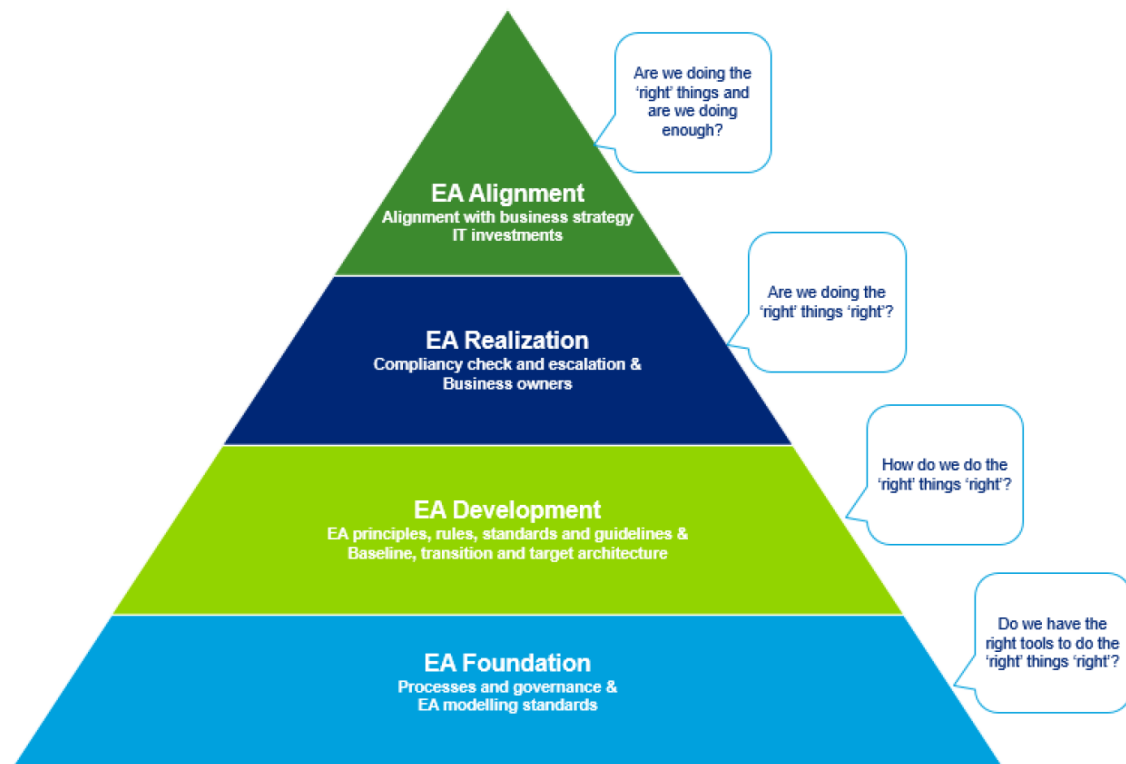 Are we doing the
‘right’ things and
are we doing
enough?
EA Alignment
Alignment with business strategy
IT investments
Are we doing the
‘right’ things ‘right’?
EA Realization
Compliancy check and escalation &
Business owners
How do we do the
‘right’ things ‘right’?
EA Development
EA principles, rules, standards and guidelines &
Baseline, transition and target architecture
Do we have the
right tools to do the
‘right’ things ‘right’?
EA Foundation
Processes and governance &
EA modelling standards